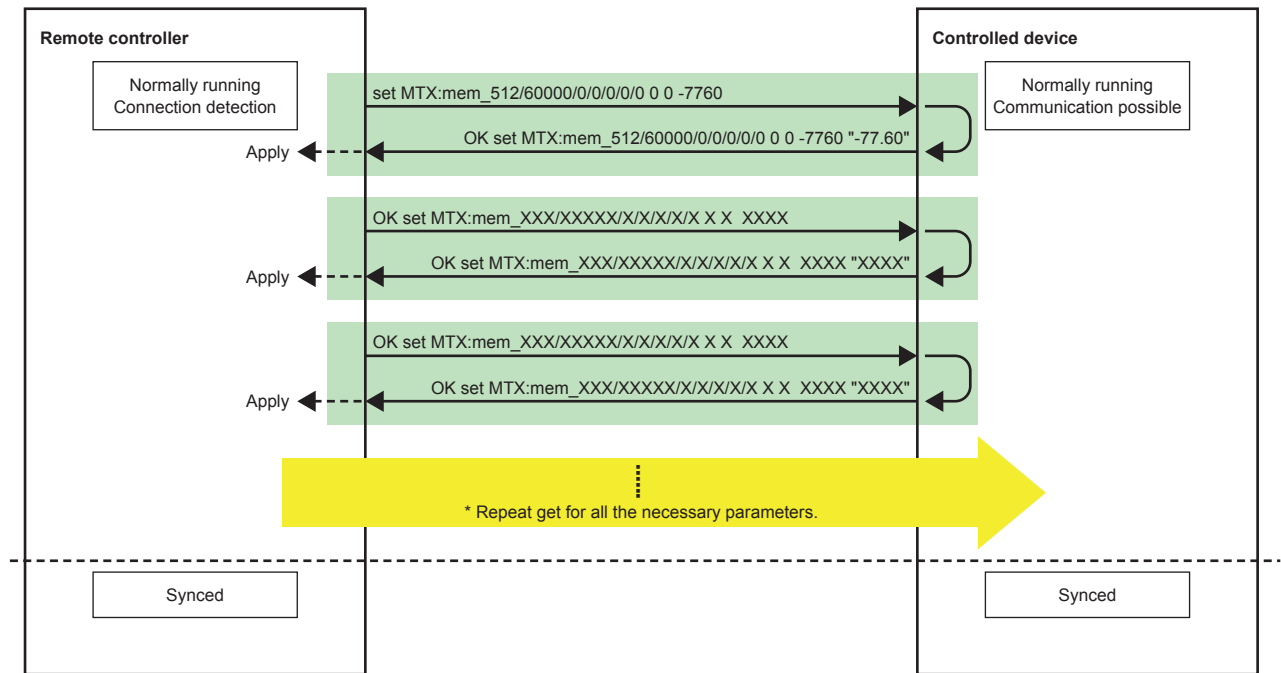 Remote controller
Controlled device
Normally running
Connection detection
Normally running
Communication possible
set MTX:mem_512/60000/0/0/0/0/0 0 0 -7760
OK set MTX:mem_512/60000/0/0/0/0/0 0 0 -7760 "-77.60"
Apply
OK set MTX:mem_XXX/XXXXX/X/X/X/X/X X X  XXXX
OK set MTX:mem_XXX/XXXXX/X/X/X/X/X X X  XXXX "XXXX"
Apply
OK set MTX:mem_XXX/XXXXX/X/X/X/X/X X X  XXXX
OK set MTX:mem_XXX/XXXXX/X/X/X/X/X X X  XXXX "XXXX"
Apply
* Repeat get for all the necessary parameters.
Synced
Synced